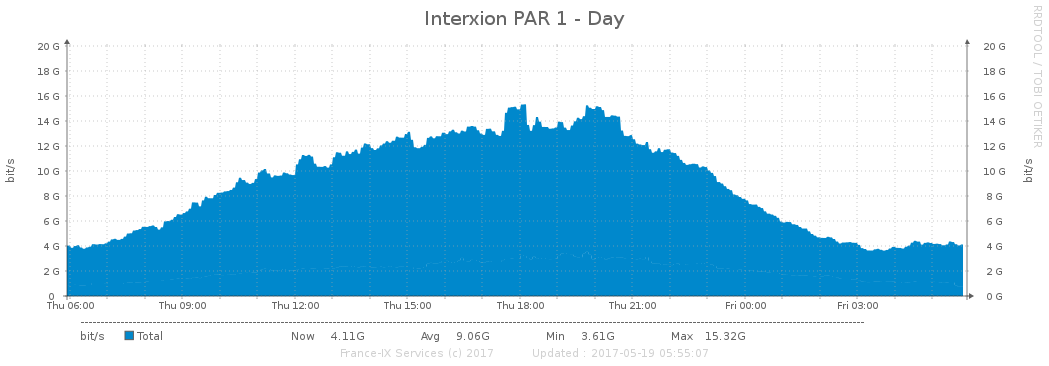 Interxion PAR 1 - Day
RRDTOOL / TOBI OETIKER
bit/s
20 G 20 G
18 G 18 G
16 G 16 G
14 G 14 G
12 G 12 G
10 G 10 G
8 G 8 G
6 G 6 G
4 G 4 G
2 G 2 G
0 0 G
bit/s
Thu 06:00 Thu 09:00 Thu 12:00 Thu 15:00 Thu 18:00 Thu 21:00 Fri 00:00 Fri 03:00
bit/s Total Now 4.11G Avg 9.06G Min 3.61G Max 15.32G
France-IX Services (c) 2017 Updated : 2017-05-19 05:55:07